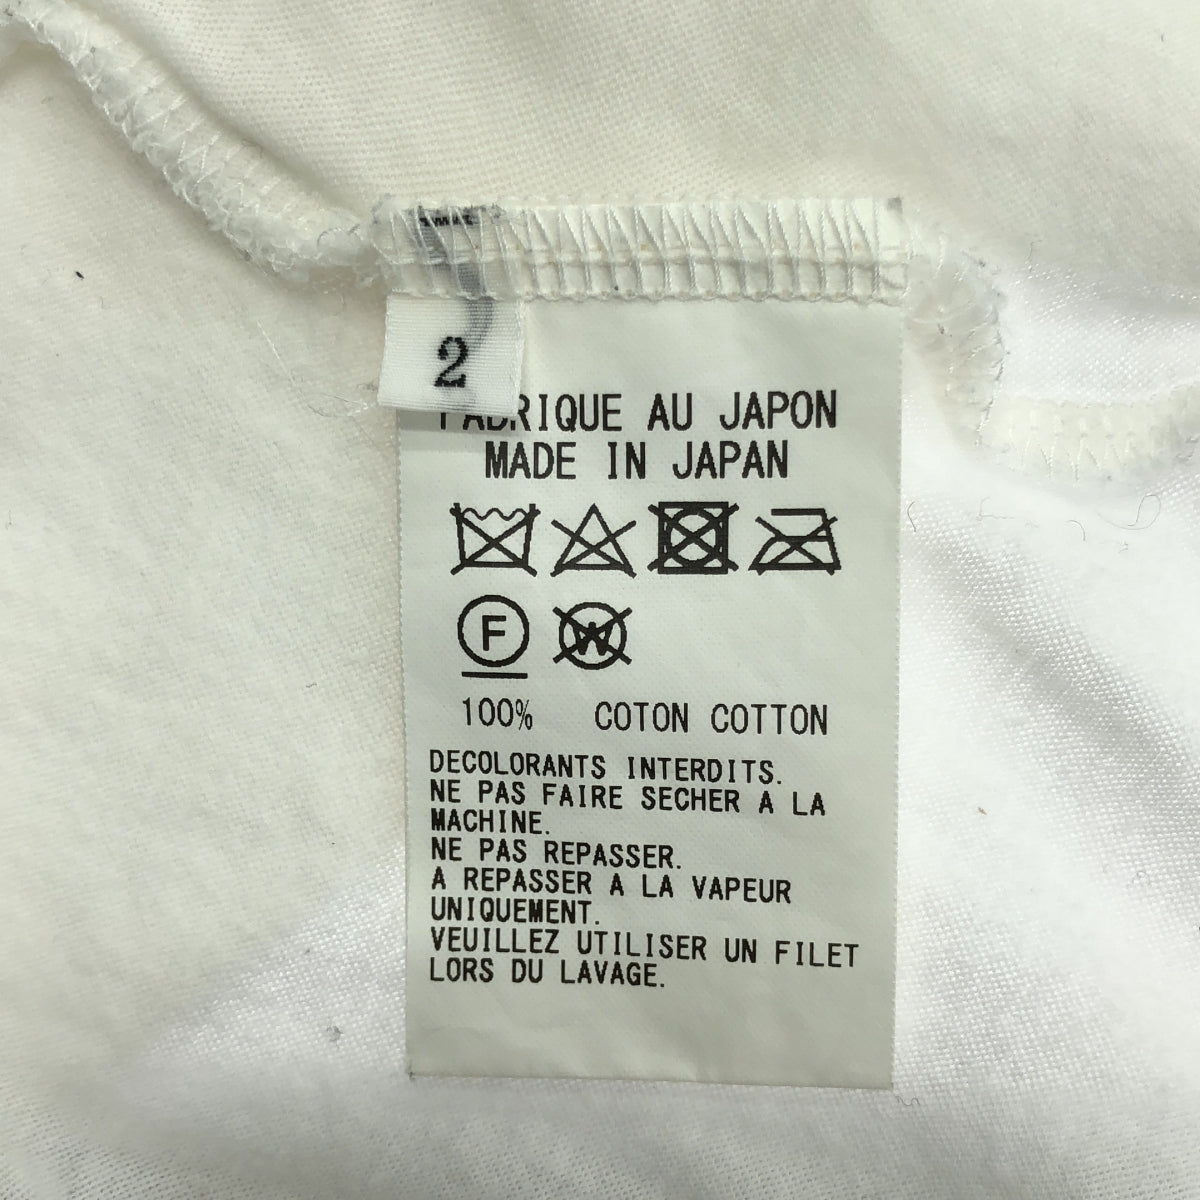 2
FABRIQUE AU JAPON
MADE IN JAPAN
F W
100% COTON COTTON
DECOLORANTS INTERDITS.
NE PAS FAIRE SECHER A LA
MACHINE.
NE PAS REPASSER.
A REPASSER A LA VAPEUR
UNIQUEMENT.
VEUILLEZ UTILISER UN FILET
LORS DU LAVAGE.